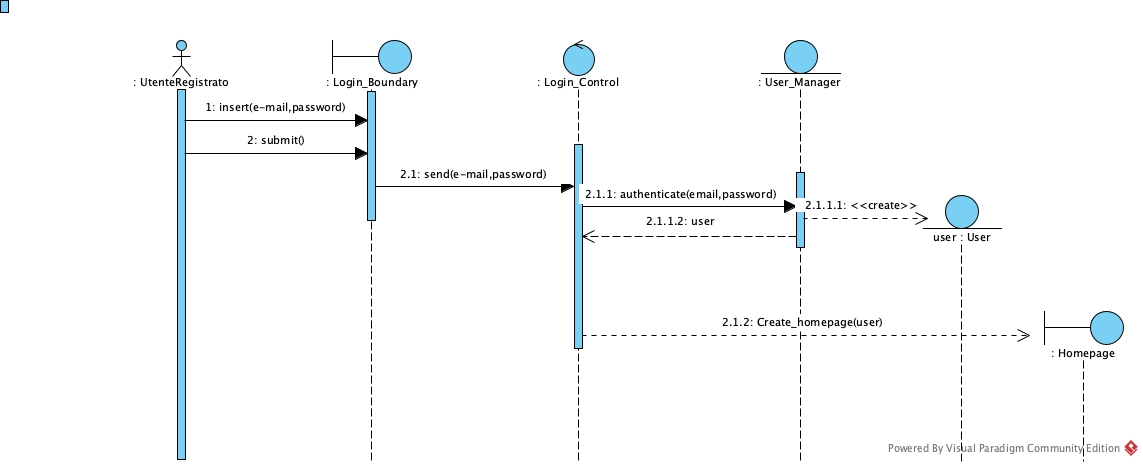 : UtenteRegistrato
: Login_Boundary
: Login_Control
: User_Manager
1: insert(e-mail,password)
2: submit()
2.1: send(e-mail,password)
2.1.1: authenticate(email,password)
2.1.1.1: <<create>>
2.1.1.2: user
user : User
2.1.2: Create_homepage(user)
: Homepage
Powered By Visual Paradigm Community Edition